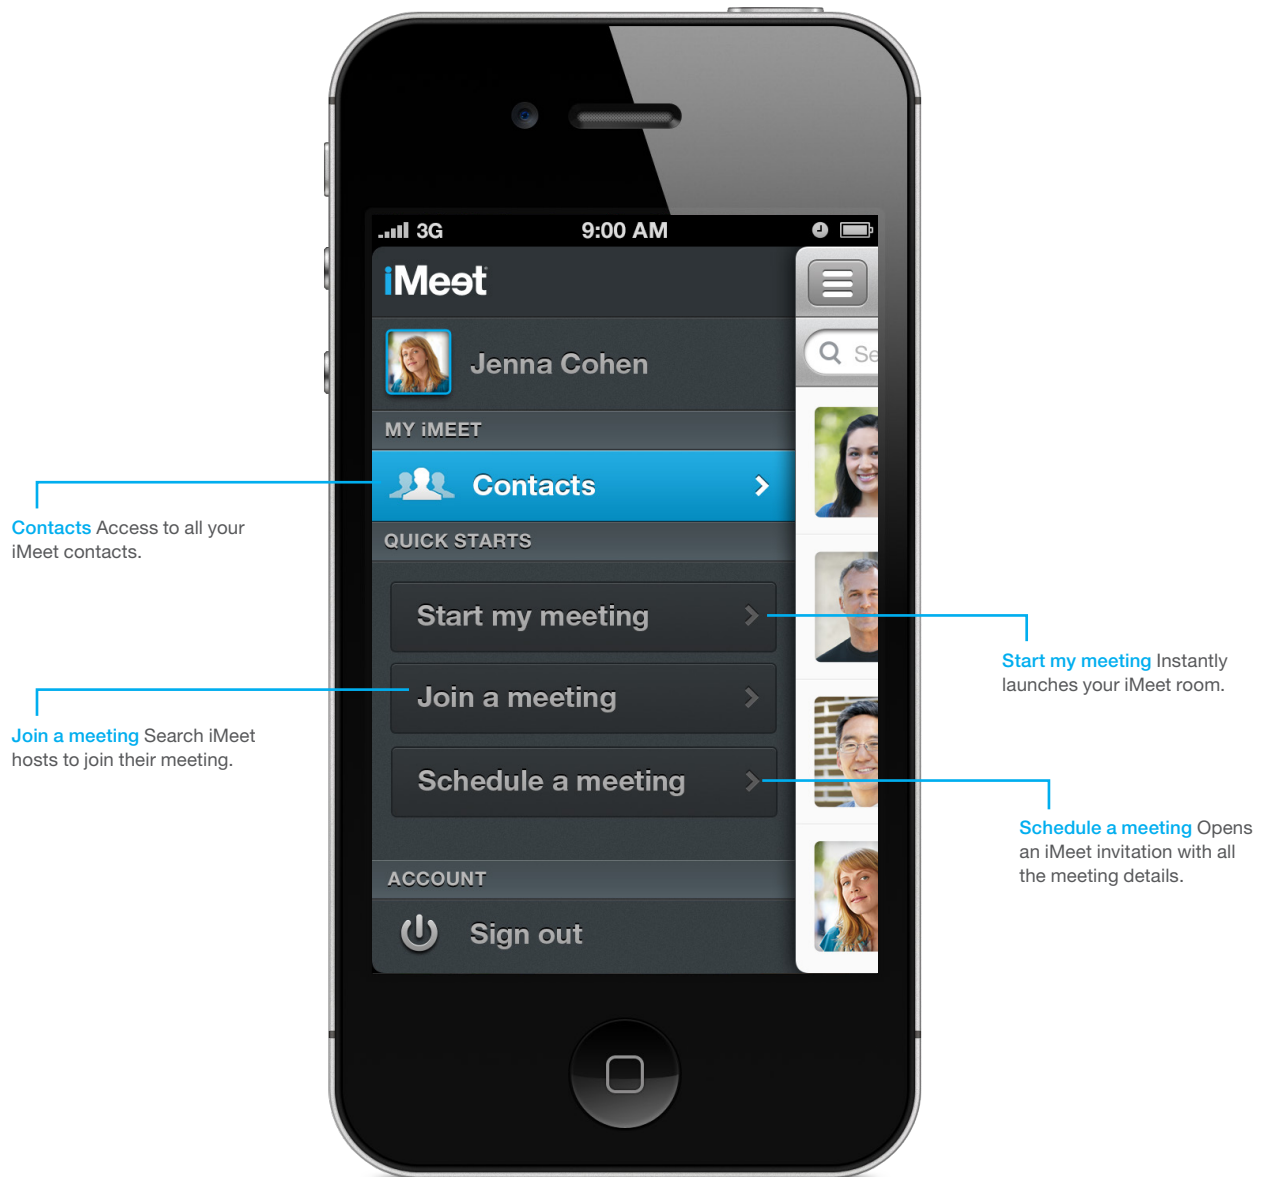 3G 9:00 AM
iMeet
Jenna Cohen
Se
MY iMEET
Contacts
QUICK STARTS
Start my meeting
Join a meeting
Schedule a meeting
ACCOUNT
Sign out
Contacts Access to all your
iMeet contacts.
Join a meeting Search iMeet
hosts to join their meeting.
Start my meeting Instantly
launches your iMeet room.
Schedule a meeting Opens
an iMeet invitation with all
the meeting details.